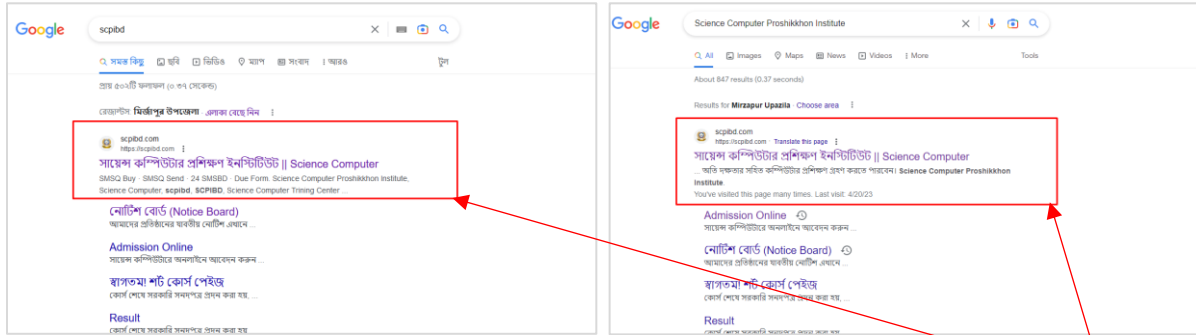 Google
scpibd
সমস্ত কিছু ছবি ভিডিও ম্যাপ সংবাদ আরও টুল
প্রায় ৫০২টি ফলাফল (০.৩৭ সেকেন্ড)
রেজাল্টস মির্জাপুর উপজেলা এলাকা বেছে নিন
scpibd.com
https://scpibd.com
সায়েন্স কম্পিউটার প্রশিক্ষণ ইনস্টিটিউট || Science Computer
SMSQ Buy · SMSQ Send · 24 SMSBD · Due Form. Science Computer Proshikkhon Institute,
Science Computer, scpibd, SCPIBD, Science Computer Trining Center ...
নোটিশ বোর্ড (Notice Board)
আমাদের প্রতিষ্ঠানের যাবতীয় নোটিশ এখানে ...
Admission Online
সায়েন্স কম্পিউটারে অনলাইনে আবেদন করুন ...
স্বাগতম! শর্ট কোর্স পেইজ
কোর্স শেষে সরকারি সনদপত্র প্রদন করা হয়, ...
Result
কোর্স শেষে সরকারি সনদপত্র প্রদন করা হয়
Google
Science Computer Proshikkhon Institute
All Images Maps News Videos More Tools
About 847 results (0.37 seconds)
Results for Mirzapur Upazila · Choose area
scpibd.com
https://scpibd.com · Translate this page
সায়েন্স কম্পিউটার প্রশিক্ষণ ইনস্টিটিউট || Science Computer
... অতি দক্ষতার সহিত কম্পিউটার প্রশিক্ষণ গ্রহণ করতে পারবেন। Science Computer Proshikkhon
Institute.
You've visited this page many times. Last visit: 4/20/23
Admission Online
সায়েন্স কম্পিউটারে অনলাইনে আবেদন করুন ...
নোটিশ বোর্ড (Notice Board)
আমাদের প্রতিষ্ঠানের যাবতীয় নোটিশ এখানে ...
স্বাগতম! শর্ট কোর্স পেইজ
কোর্স শেষে সরকারি সনদপত্র প্রদন করা হয়, ...
Result
কোর্স শেষে সরকারি সনদপত্র প্রদন করা হয়